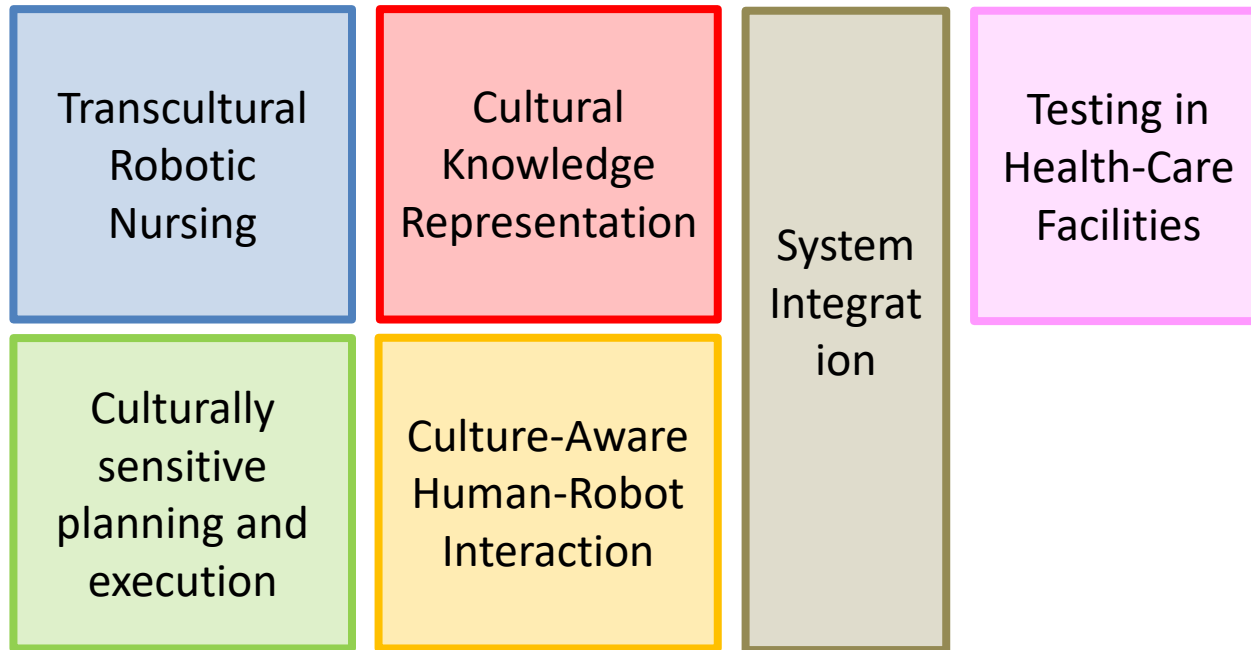 Transcultural
Robotic
Nursing
Cultural
Knowledge
Representation
System
Integrat
ion
Testing in
Health-Care
Facilities
Culturally
sensitive
planning and
execution
Culture-Aware
Human-Robot
Interaction